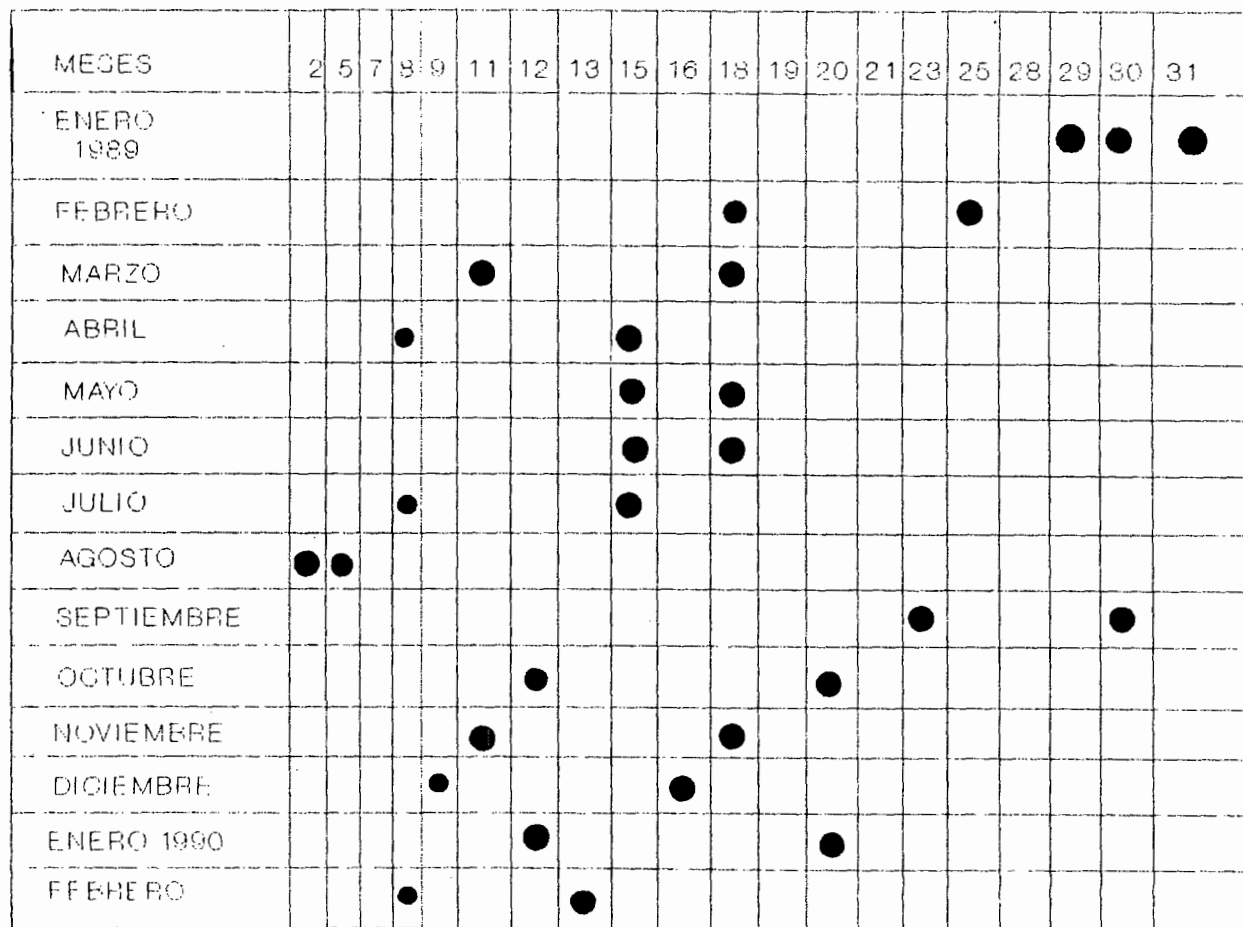 MESES 2 5 7 8 9 11 12 13 15 16 18 19 20 21 23 25 28 29 30 31
ENERO
1989
FEBRERO
MARZO
ABRIL
MAYO
JUNIO
JULIO
AGOSTO
SEPTIEMBRE
OCTUBRE
NOVIEMBRE
DICIEMBRE
ENERO 1990
FEBRERO